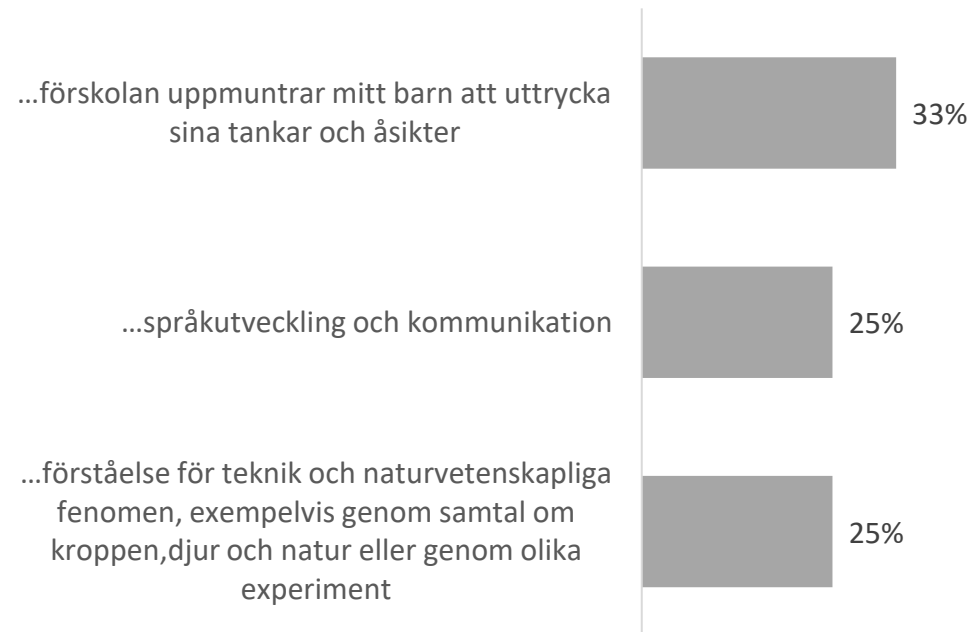 ...förskolan uppmuntrar mitt barn att uttrycka
sina tankar och åsikter
33%
...språkutveckling och kommunikation
25%
...förståelse för teknik och naturvetenskapliga
fenomen, exempelvis genom samtal om
kroppen,djur och natur eller genom olika
experiment
25%